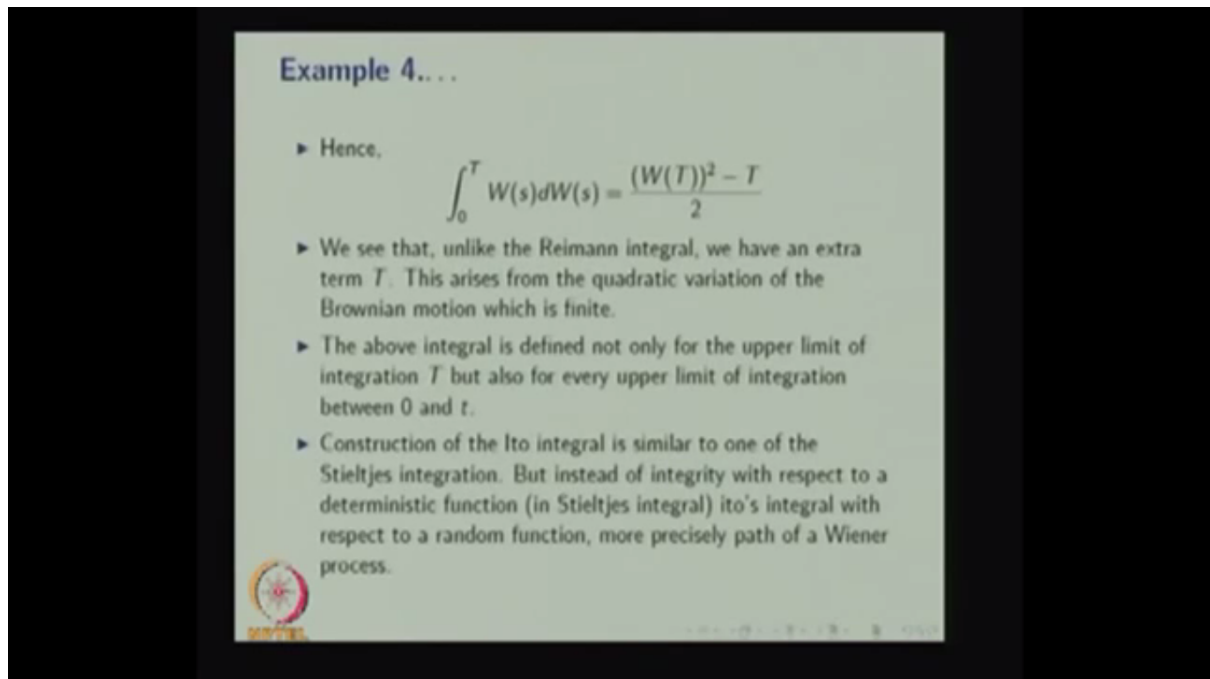 Example 4....
► Hence,
∫₀ᵀ W(s)dW(s) = ((W(T))² − T) / 2
► We see that, unlike the Reimann integral, we have an extra
term T. This arises from the quadratic variation of the
Brownian motion which is finite.
► The above integral is defined not only for the upper limit of
integration T but also for every upper limit of integration
between 0 and t.
► Construction of the Ito integral is similar to one of the
Stieltjes integration. But instead of integrity with respect to a
deterministic function (in Stieltjes integral) ito's integral with
respect to a random function, more precisely path of a Wiener
process.
NPTEL